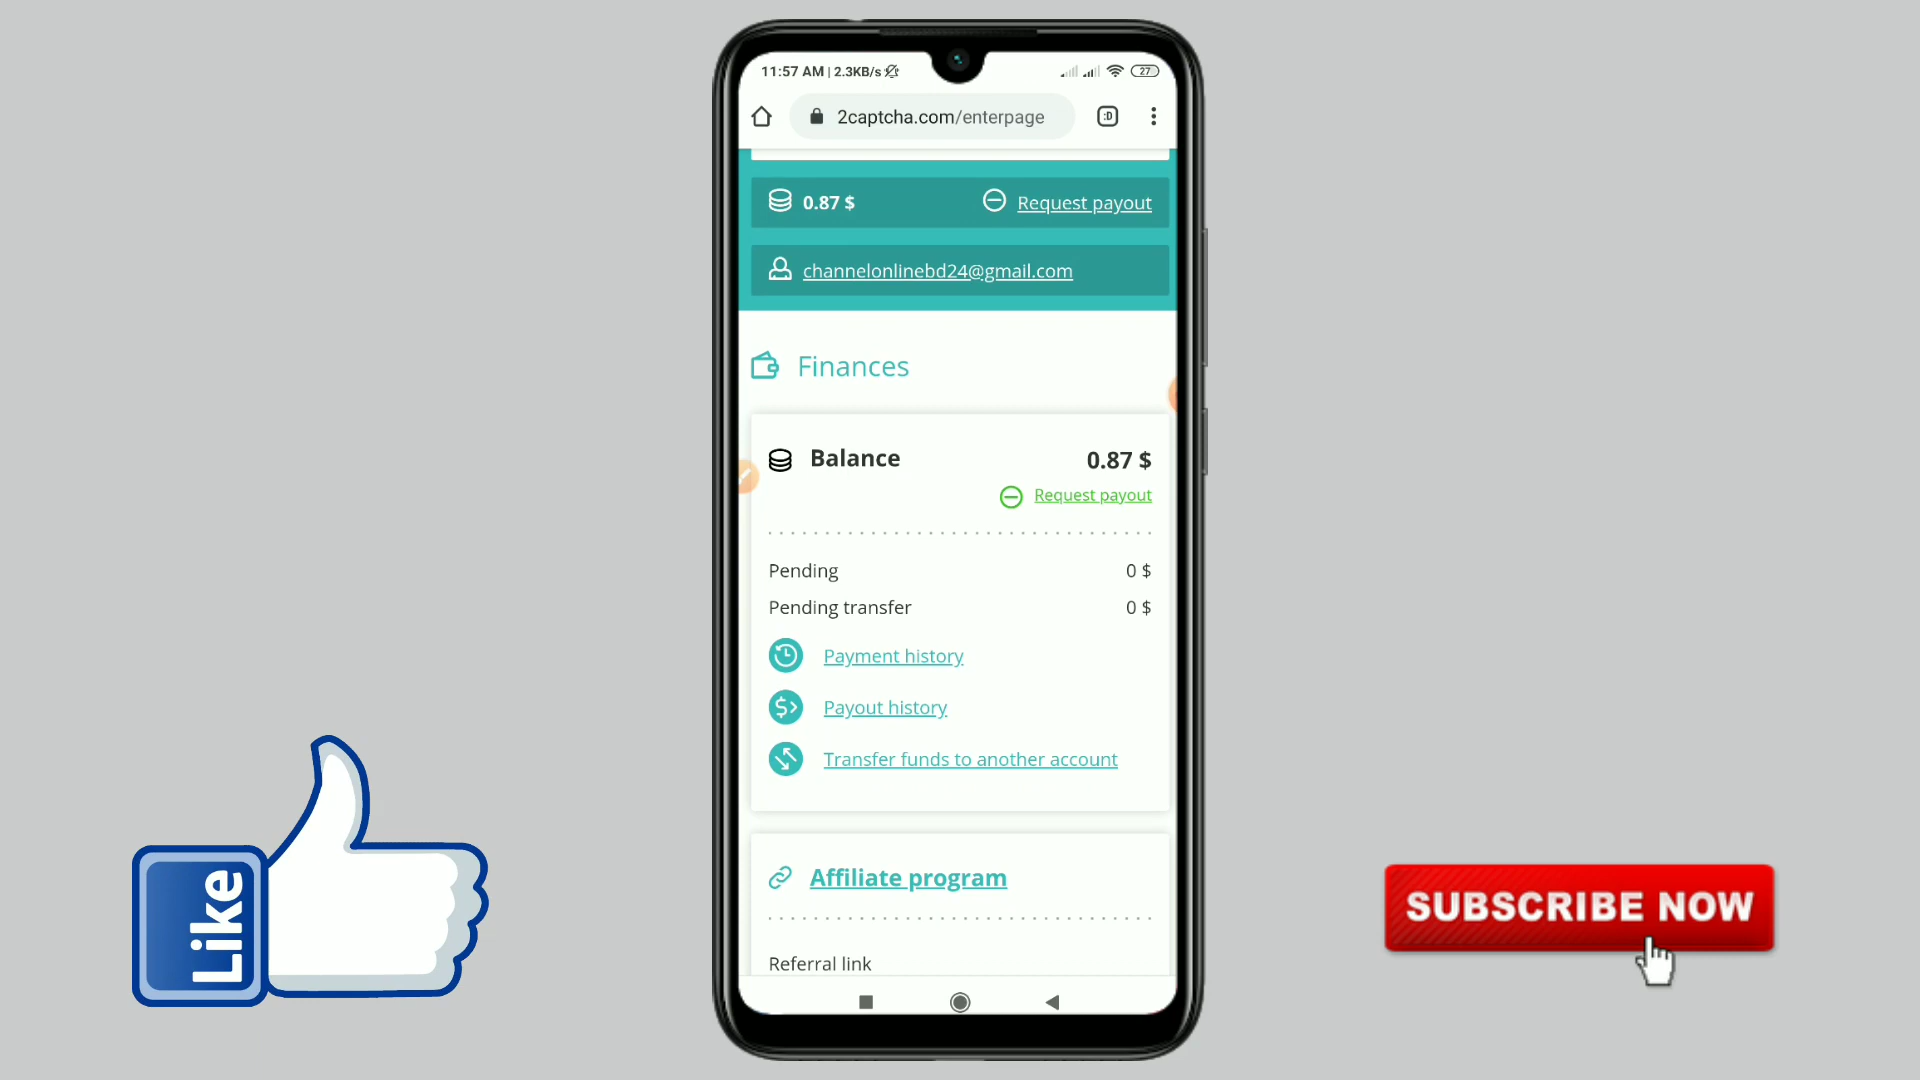 11:57 AM | 2.3KB/s
27
2captcha.com/enterpage
:D
0.87 $
Request payout
channelonlinebd24@gmail.com
Finances
Balance
0.87 $
Request payout
Pending
0 $
Pending transfer
0 $
Payment history
Payout history
Transfer funds to another account
Affiliate program
Referral link
Like
SUBSCRIBE NOW